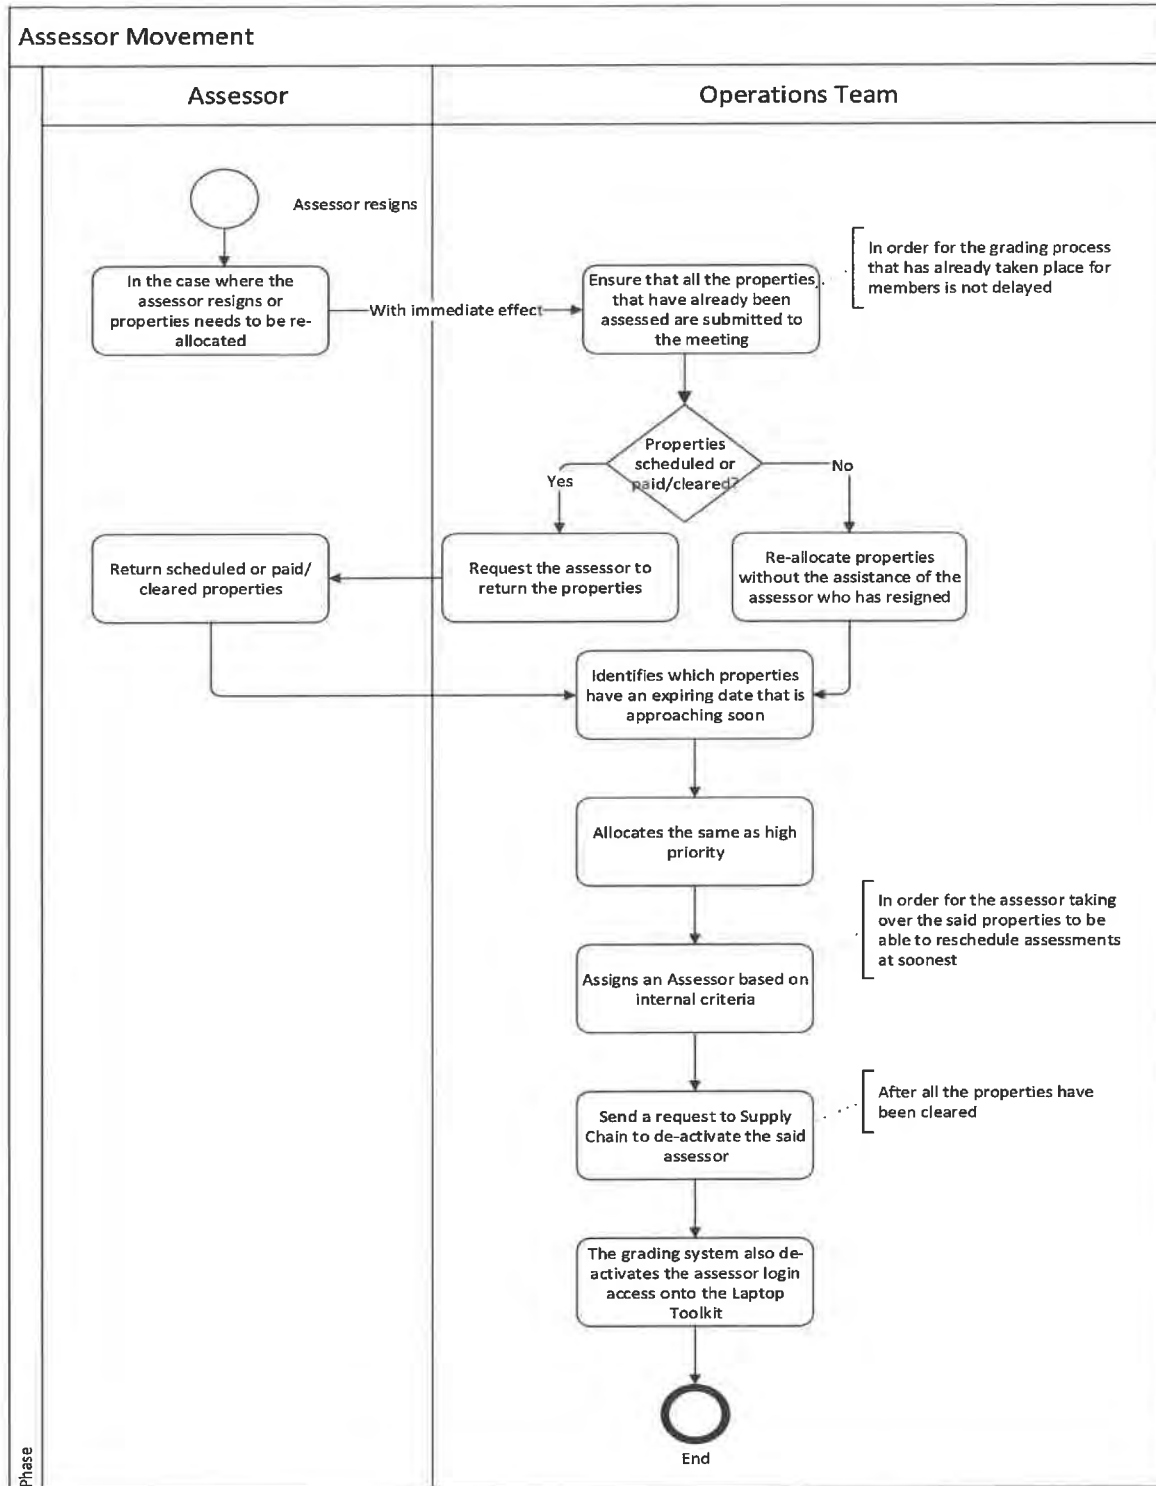 Assessor Movement
Assessor
Operations Team
Assessor resigns
In the case where the
assessor resigns or
properties needs to be re-
allocated
With immediate effect
Ensure that all the properties
that have already been
assessed are submitted to
the meeting
In order for the grading process
that has already taken place for
members is not delayed
Properties
scheduled or
paid/cleared?
Yes
No
Return scheduled or paid/
cleared properties
Request the assessor to
return the properties
Re-allocate properties
without the assistance of the
assessor who has resigned
Identifies which properties
have an expiring date that is
approaching soon
Allocates the same as high
priority
In order for the assessor taking
over the said properties to be
able to reschedule assessments
at soonest
Assigns an Assessor based on
internal criteria
After all the properties have
been cleared
Send a request to Supply
Chain to de-activate the said
assessor
The grading system also de-
activates the assessor login
access onto the Laptop
Toolkit
End
Phase